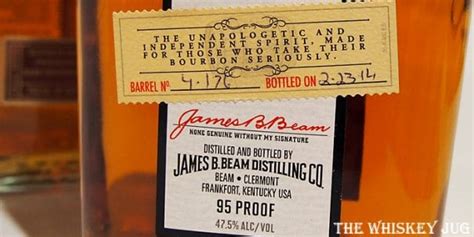 THE UNAPOLOGETIC AND
INDEPENDENT SPIRIT, MADE
FOR THOSE WHO TAKE THEIR
BOURBON SERIOUSLY.
BARREL Nº 4-17C BOTTLED ON 2-23-14
James B. Beam
NONE GENUINE WITHOUT MY SIGNATURE
DISTILLED AND BOTTLED BY
JAMES B. BEAM DISTILLING CO.
BEAM • CLERMONT
FRANKFORT, KENTUCKY USA
95 PROOF
47.5% ALC/VOL
THE WHISKEY JUG